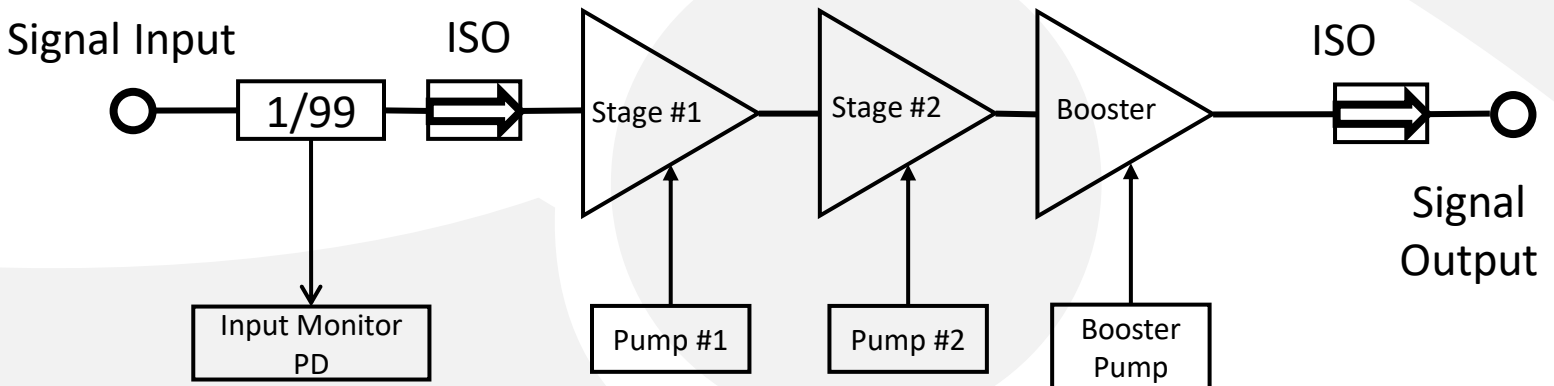 Signal Input
ISO
ISO
1/99
Stage #1
Stage #2
Booster
Signal
Output
Input Monitor
PD
Pump #1
Pump #2
Booster
Pump